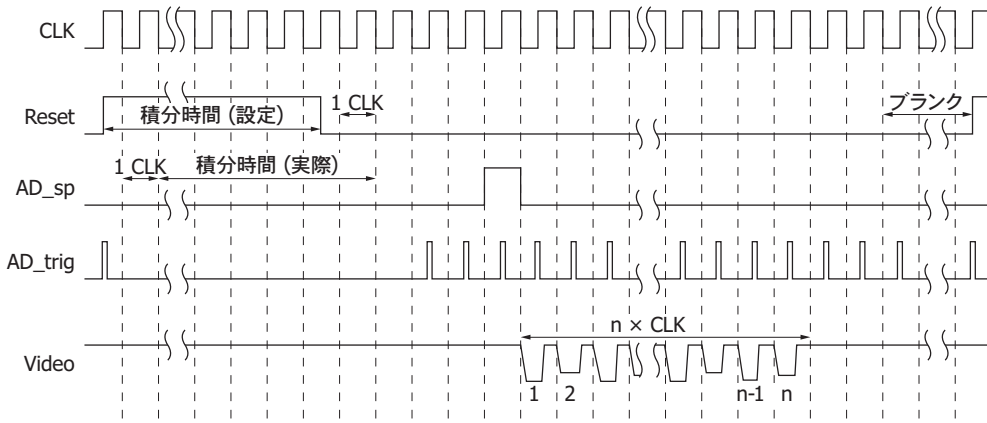 CLK
Reset
積分時間 (設定)
1 CLK
ブランク
1 CLK
積分時間 (実際)
AD_sp
AD_trig
n × CLK
Video
1
2
n-1
n